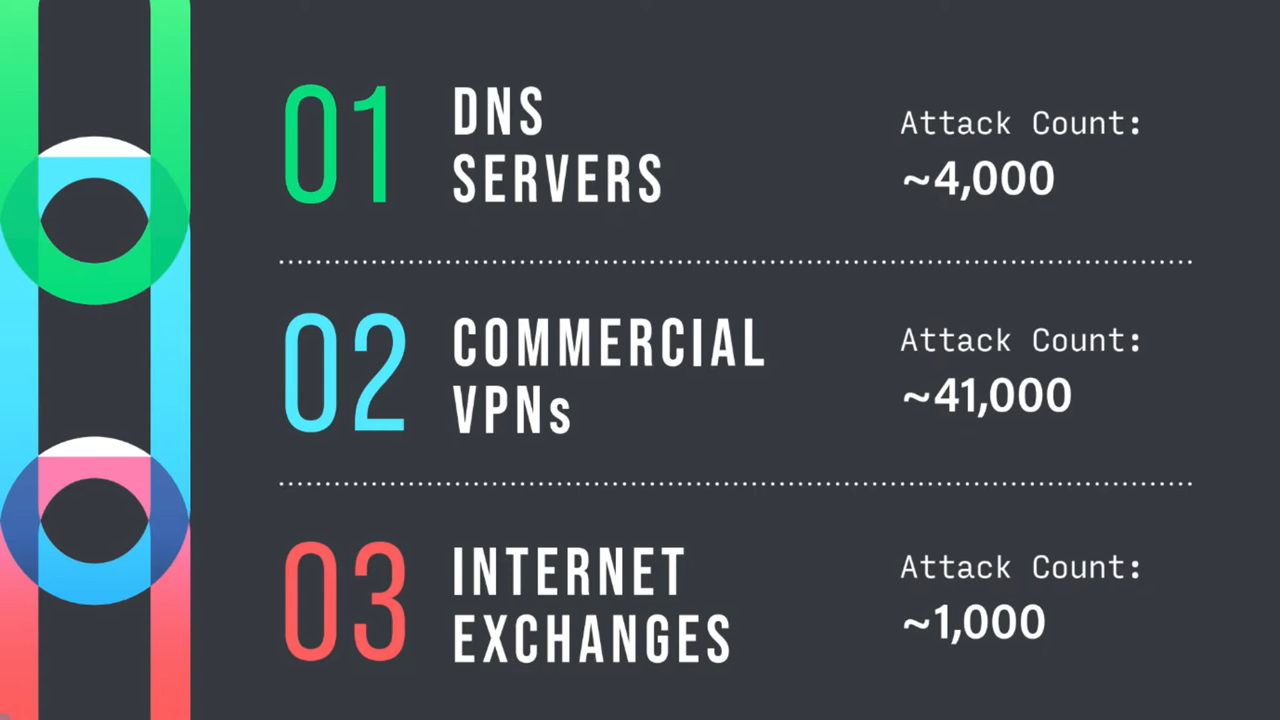 01
DNS
SERVERS
Attack Count:
~4,000
02
COMMERCIAL
VPNs
Attack Count:
~41,000
03
INTERNET
EXCHANGES
Attack Count:
~1,000